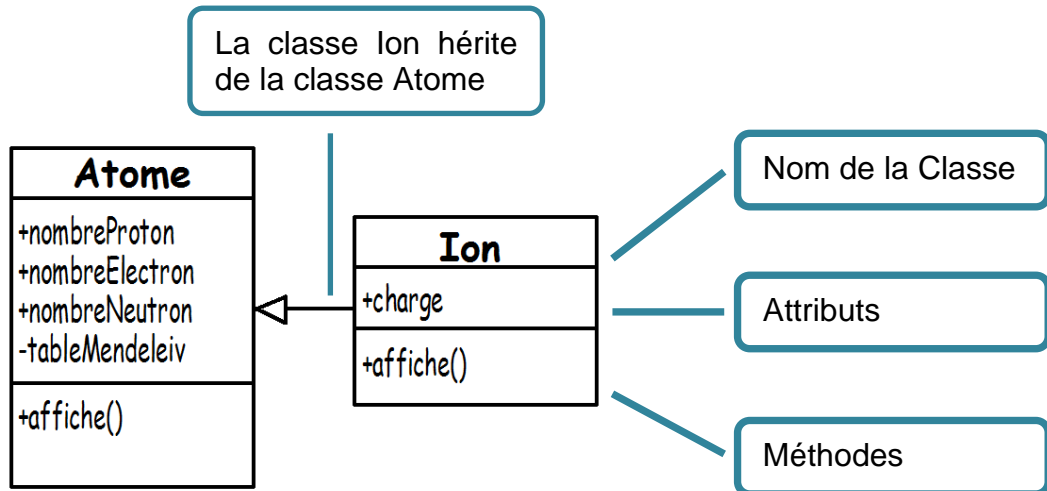 La classe Ion hérite
de la classe Atome
Atome
+nombreProton
+nombreElectron
+nombreNeutron
-tableMendeleiv
+affiche()
Ion
+charge
+affiche()
Nom de la Classe
Attributs
Méthodes